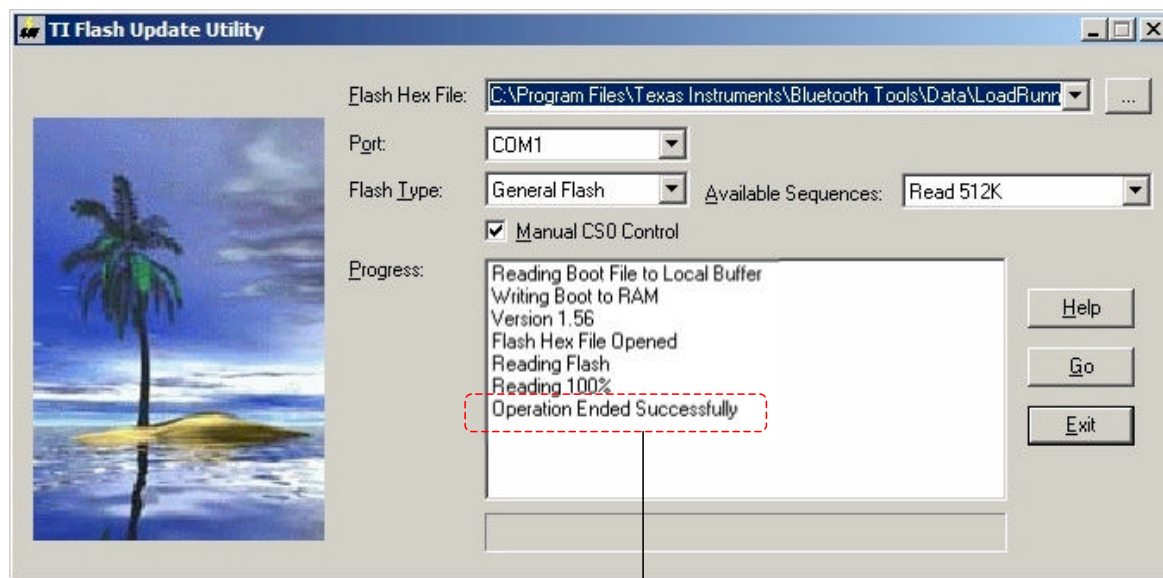 TI Flash Update Utility
Flash Hex File: C:\Program Files\Texas Instruments\Bluetooth Tools\Data\LoadRunn ...
Port: COM1
Flash Type: General Flash Available Sequences: Read 512K
Manual CS0 Control
Progress:
Reading Boot File to Local Buffer
Writing Boot to RAM
Version 1.56
Flash Hex File Opened
Reading Flash
Reading 100%
Operation Ended Successfully
Help
Go
Exit